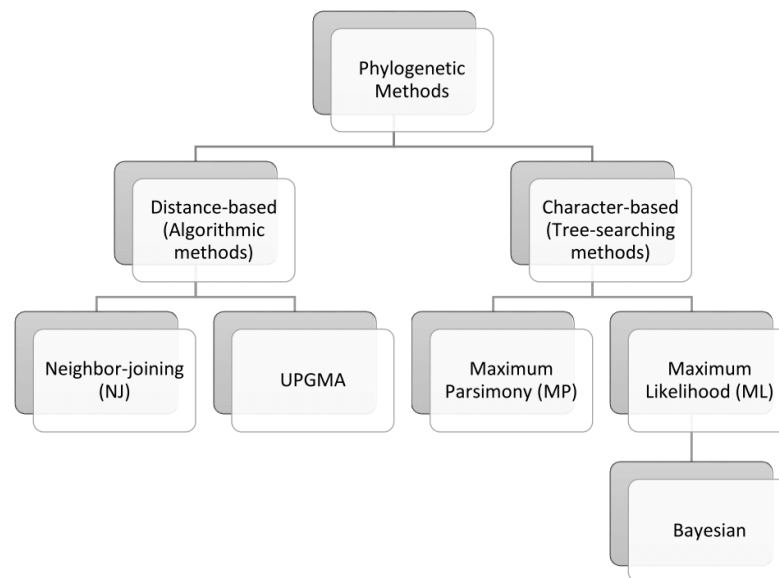 Phylogenetic
Methods
Distance-based
(Algorithmic
methods)
Character-based
(Tree-searching
methods)
Neighbor-joining
(NJ)
UPGMA
Maximum
Parsimony (MP)
Maximum
Likelihood (ML)
Bayesian